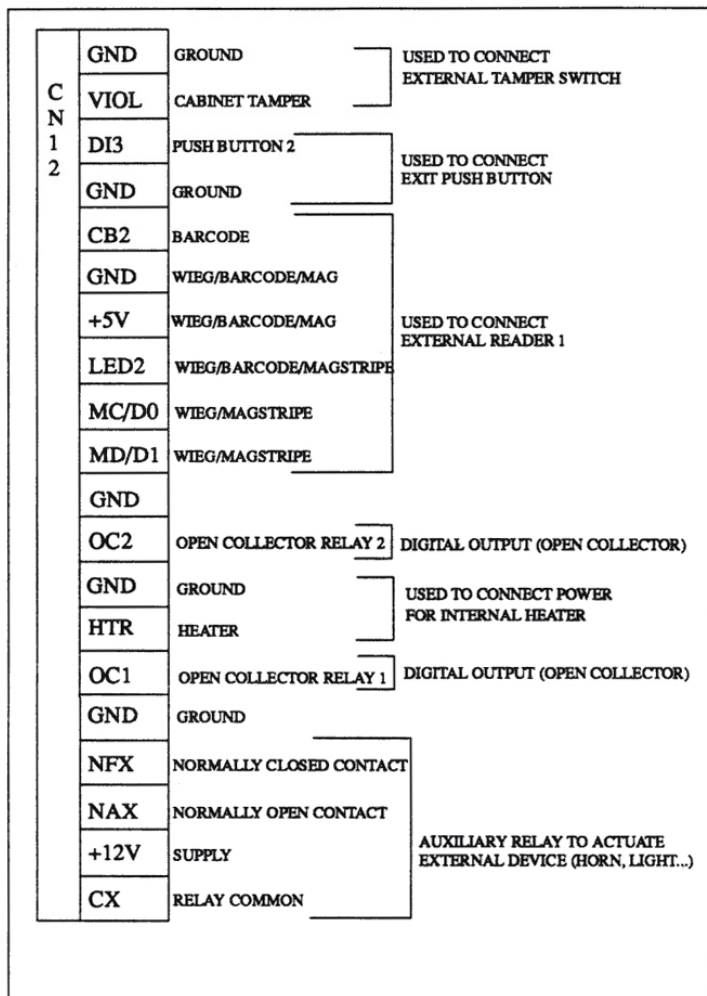 CN12
GND GROUND
VIOL CABINET TAMPER
USED TO CONNECT
EXTERNAL TAMPER SWITCH
DI3 PUSH BUTTON 2
GND GROUND
USED TO CONNECT
EXIT PUSH BUTTON
CB2 BARCODE
GND WIEG/BARCODE/MAG
+5V WIEG/BARCODE/MAG
LED2 WIEG/BARCODE/MAGSTRIPE
MC/D0 WIEG/MAGSTRIPE
MD/D1 WIEG/MAGSTRIPE
USED TO CONNECT
EXTERNAL READER 1
GND
OC2 OPEN COLLECTOR RELAY 2 DIGITAL OUTPUT (OPEN COLLECTOR)
GND GROUND
HTR HEATER
USED TO CONNECT POWER
FOR INTERNAL HEATER
OC1 OPEN COLLECTOR RELAY 1 DIGITAL OUTPUT (OPEN COLLECTOR)
GND GROUND
NFX NORMALLY CLOSED CONTACT
NAX NORMALLY OPEN CONTACT
+12V SUPPLY
CX RELAY COMMON
AUXILIARY RELAY TO ACTUATE
EXTERNAL DEVICE (HORN, LIGHT...)